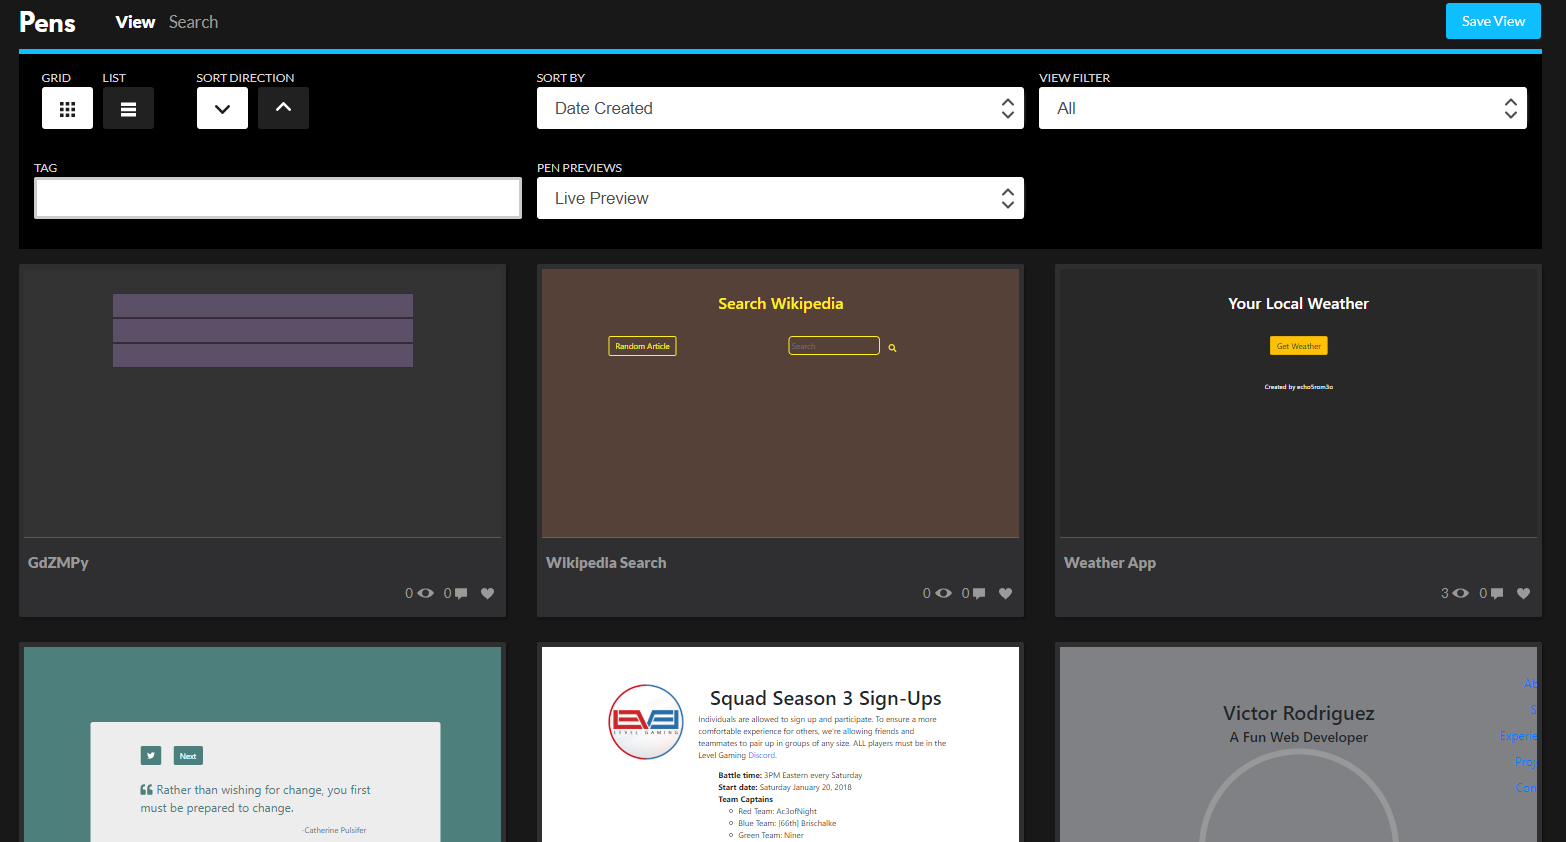 Pens View Search Save View
GRID LIST SORT DIRECTION SORT BY VIEW FILTER
Date Created All
TAG PEN PREVIEWS
Live Preview
Search Wikipedia
Random Article Search
Your Local Weather
Get Weather
Created by echo5rom3o
GdZMPy
0 0
Wikipedia Search
0 0
Weather App
3 0
Next
Rather than wishing for change, you first
must be prepared to change.
-Catherine Pulsifer
LEVEL
LEVEL GAMING
Squad Season 3 Sign-Ups
Individuals are allowed to sign up and participate. To ensure a more
comfortable experience for others, we're allowing friends and
teammates to pair up in groups of any size. ALL players must be in the
Level Gaming Discord.
Battle time: 3PM Eastern every Saturday
Start date: Saturday January 20, 2018
Team Captains
Red Team: Ac3ofNight
Blue Team: [66th] Brischalke
Green Team: Niner
Victor Rodriguez
A Fun Web Developer
Ab
S
Experie
Proj
Con